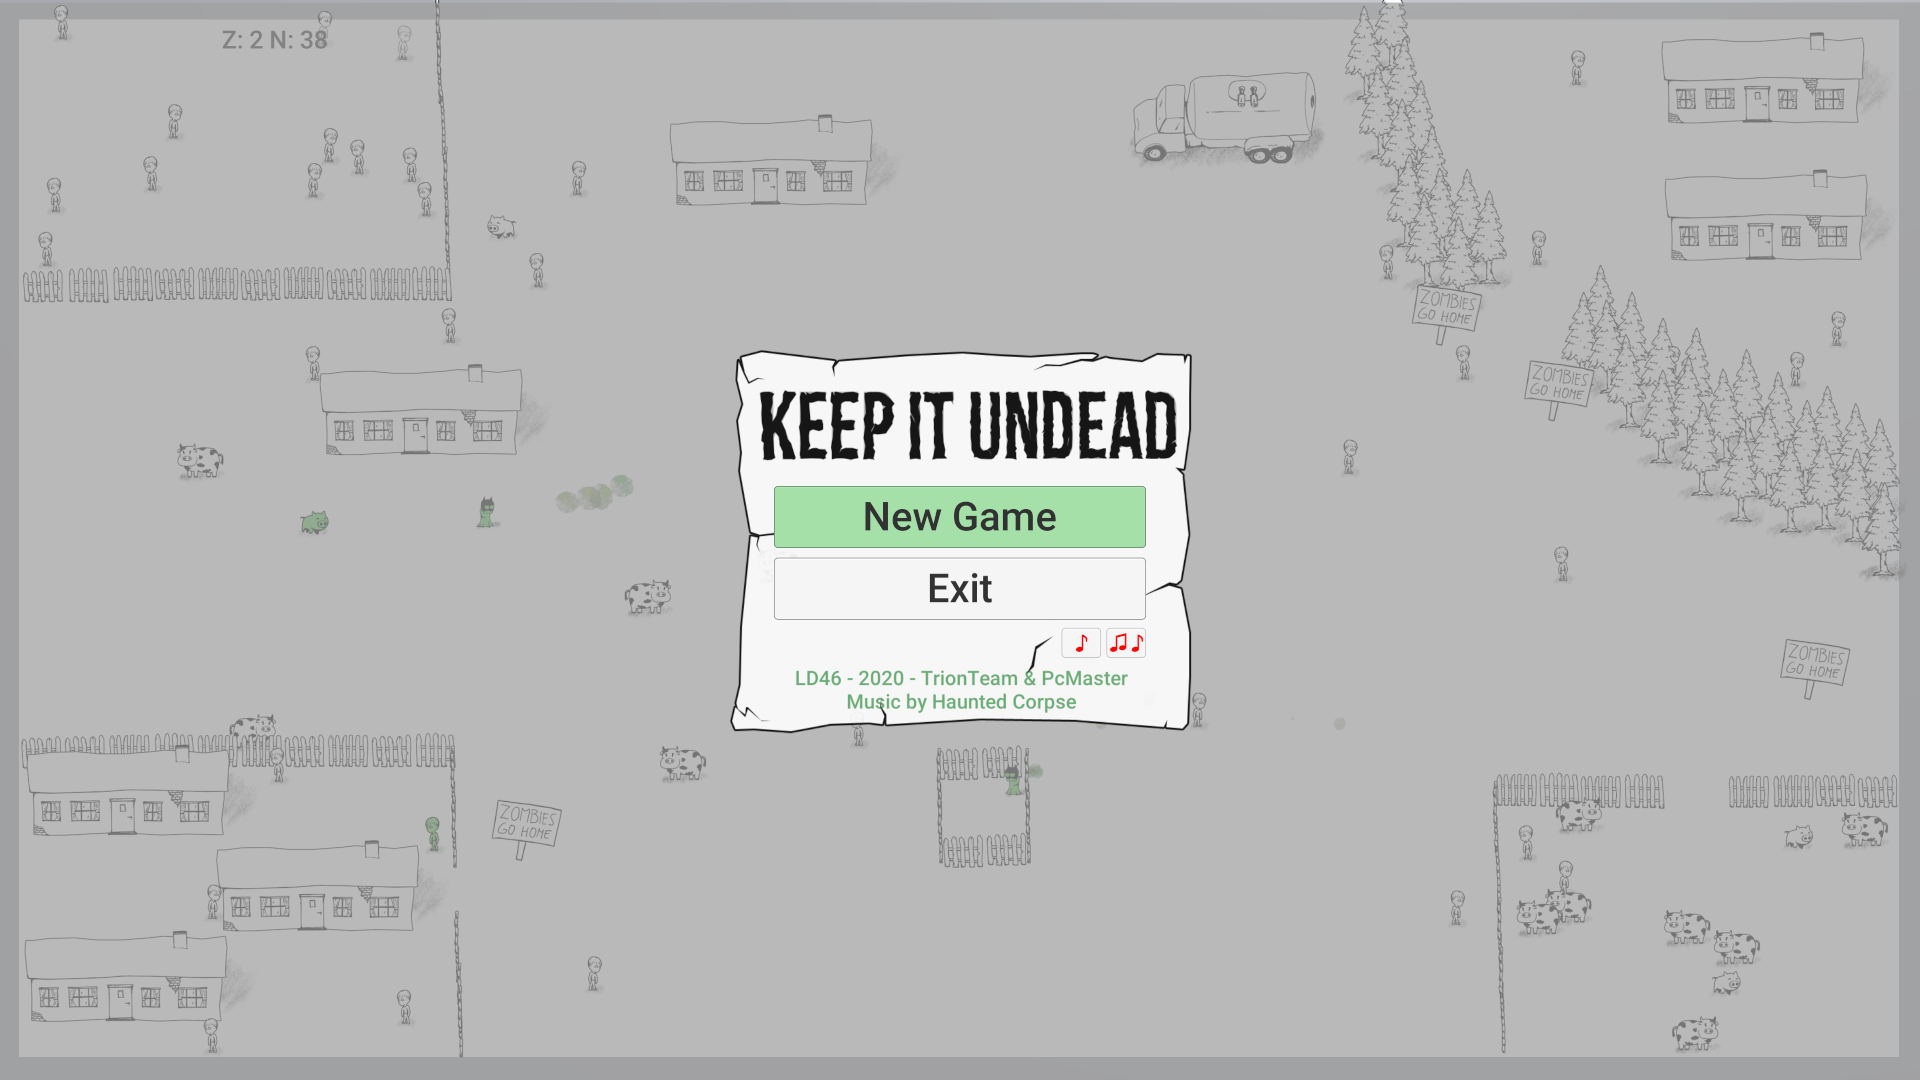 Z: 2 N: 38
ZOMBIES
GO HOME
ZOMBIES
GO HOME
KEEP IT UNDEAD
New Game
Exit
LD46 - 2020 - TrionTeam & PcMaster
Music by Haunted Corpse
ZOMBIES
GO HOME
ZOMBIES
GO HOME